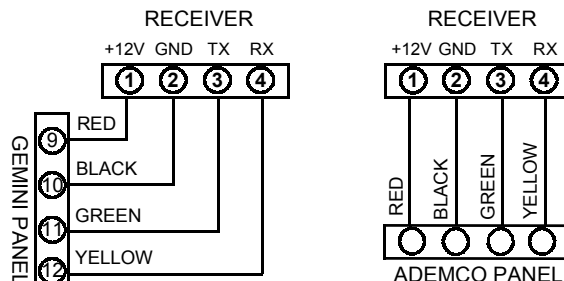 RECEIVER
+12V GND TX RX
1 2 3 4
9 RED
10 BLACK
11 GREEN
12 YELLOW
GEMINI PANEL
RECEIVER
+12V GND TX RX
1 2 3 4
RED
BLACK
GREEN
YELLOW
ADEMCO PANEL